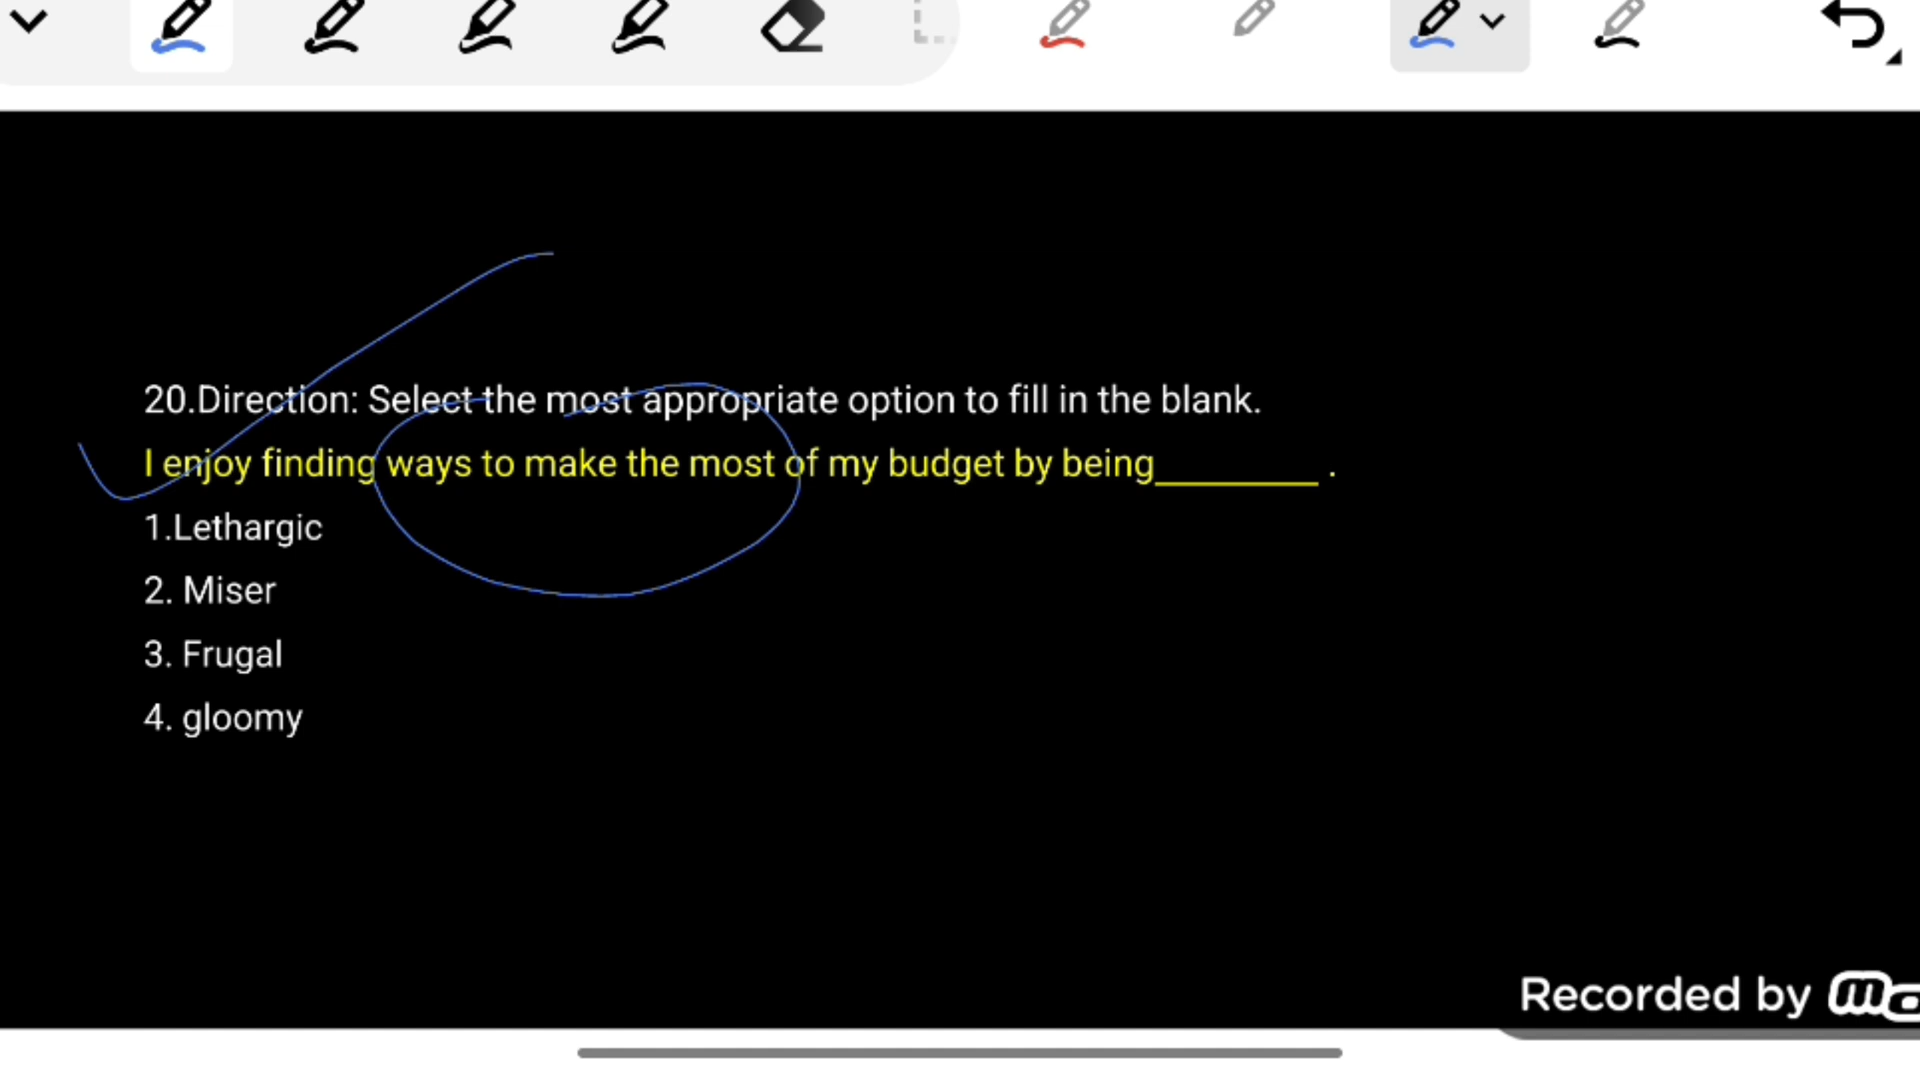 20.Direction: Select the most appropriate option to fill in the blank.
I enjoy finding ways to make the most of my budget by being_________ .
1.Lethargic
2. Miser
3. Frugal
4. gloomy
Recorded by